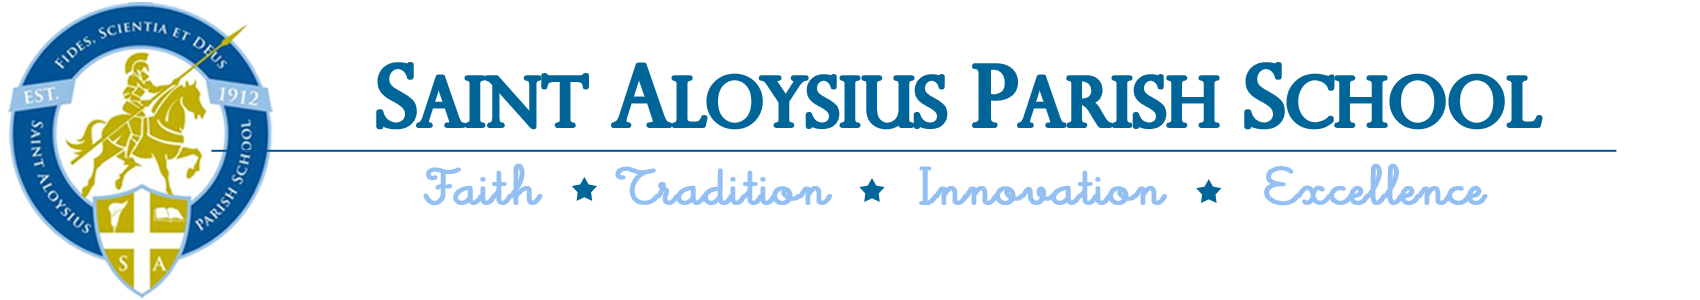 FIDES, SCIENTIA ET DEUS
EST. 1912
SAINT ALOYSIUS PARISH SCHOOL
S A
SAINT ALOYSIUS PARISH SCHOOL
Faith ★ Tradition ★ Innovation ★ Excellence